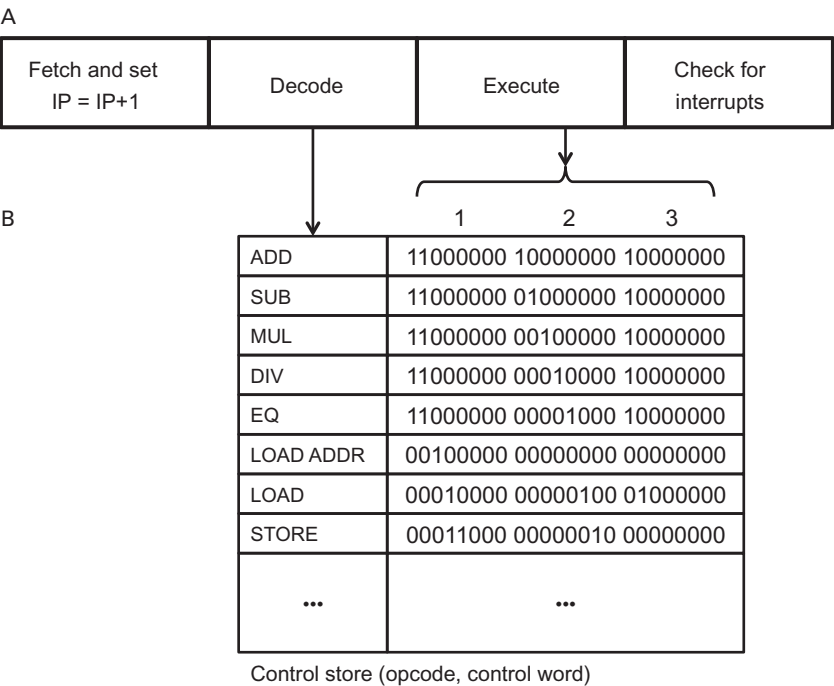 A
Fetch and set
IP = IP+1
Decode
Execute
Check for
interrupts
B
1 2 3
ADD 11000000 10000000 10000000
SUB 11000000 01000000 10000000
MUL 11000000 00100000 10000000
DIV 11000000 00010000 10000000
EQ 11000000 00001000 10000000
LOAD ADDR 00100000 00000000 00000000
LOAD 00010000 00000100 01000000
STORE 00011000 00000010 00000000
... ...
Control store (opcode, control word)